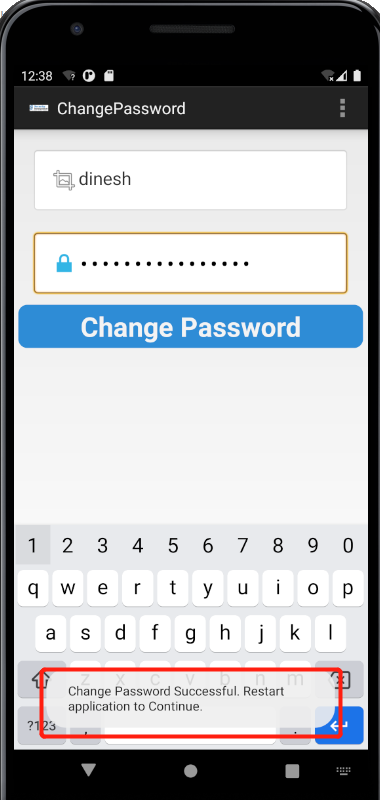 12:38
ChangePassword
dinesh
••••••••••••••••
Change Password
1 2 3 4 5 6 7 8 9 0
q w e r t y u i o p
a s d f g h j k l
z x c v b n m
Change Password Successful. Restart
application to Continue.
?123 , .